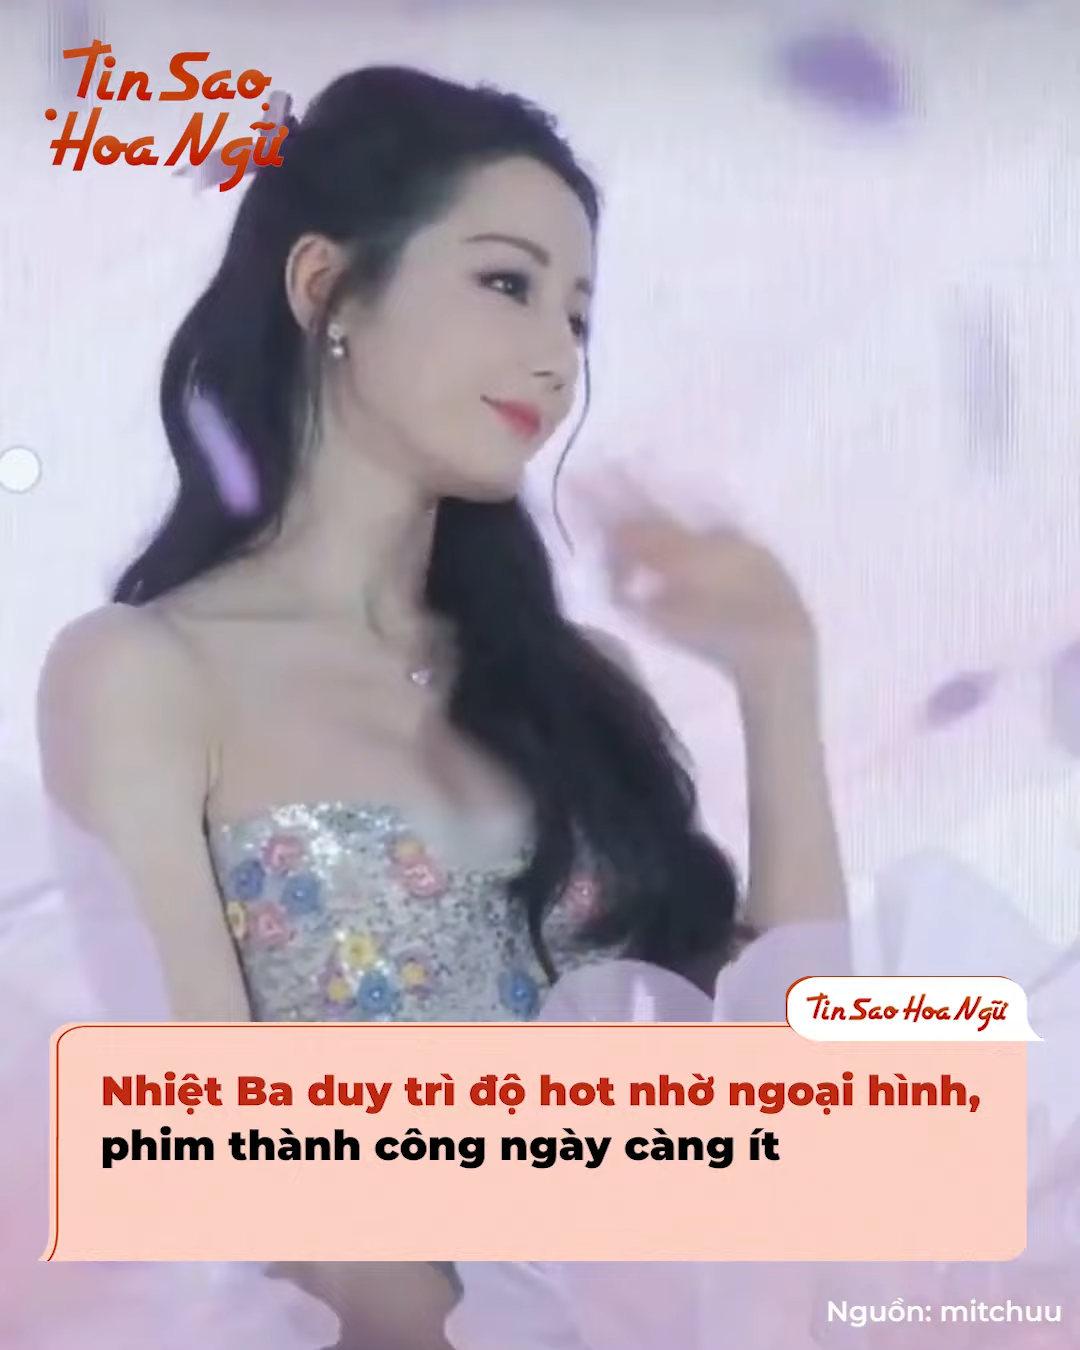 Tin Sao
Hoa Ngữ
Tin Sao Hoa Ngữ
Nhiệt Ba duy trì độ hot nhờ ngoại hình,
phim thành công ngày càng ít
Nguồn: mitchuu